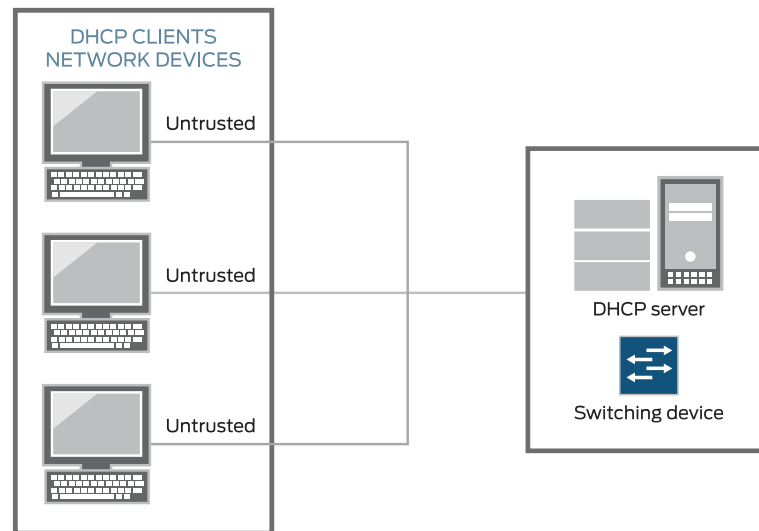 DHCP CLIENTS
NETWORK DEVICES
Untrusted
Untrusted
Untrusted
DHCP server
Switching device